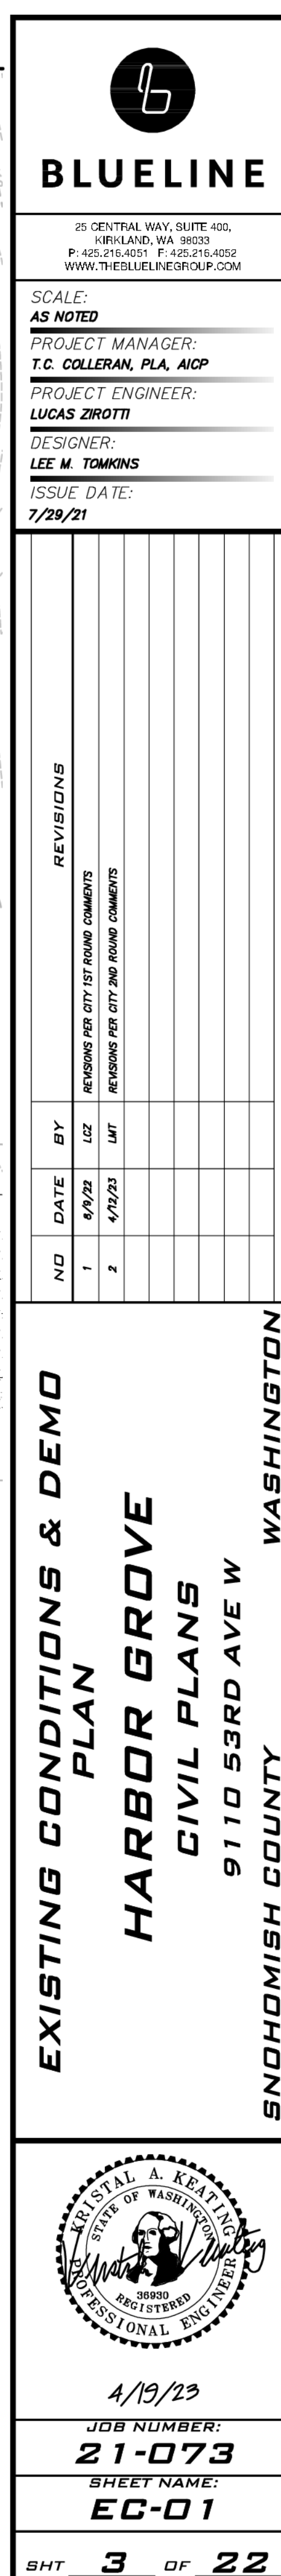 BLUELINE
25 CENTRAL WAY, SUITE 400,
KIRKLAND, WA 98033
P: 425.216.4051 F: 425.216.4052
WWW.THEBLUELINEGROUP.COM
SCALE:
AS NOTED
PROJECT MANAGER:
T.C. COLLERAN, PLA, AICP
PROJECT ENGINEER:
LUCAS ZIROTTI
DESIGNER:
LEE M. TOMKINS
ISSUE DATE:
7/29/21
NO DATE BY REVISIONS
1 8/9/22 LCZ REVISIONS PER CITY 1ST ROUND COMMENTS
2 4/12/23 LMT REVISIONS PER CITY 2ND ROUND COMMENTS
EXISTING CONDITIONS & DEMO
PLAN
HARBOR GROVE
CIVIL PLANS
9110 53RD AVE W
SNOHOMISH COUNTY WASHINGTON
KRISTAL A. KEATING
STATE OF WASHINGTON
Kristal Keating
36930
REGISTERED
PROFESSIONAL ENGINEER
4/19/23
JOB NUMBER:
21-073
SHEET NAME:
EC-01
SHT 3 OF 22